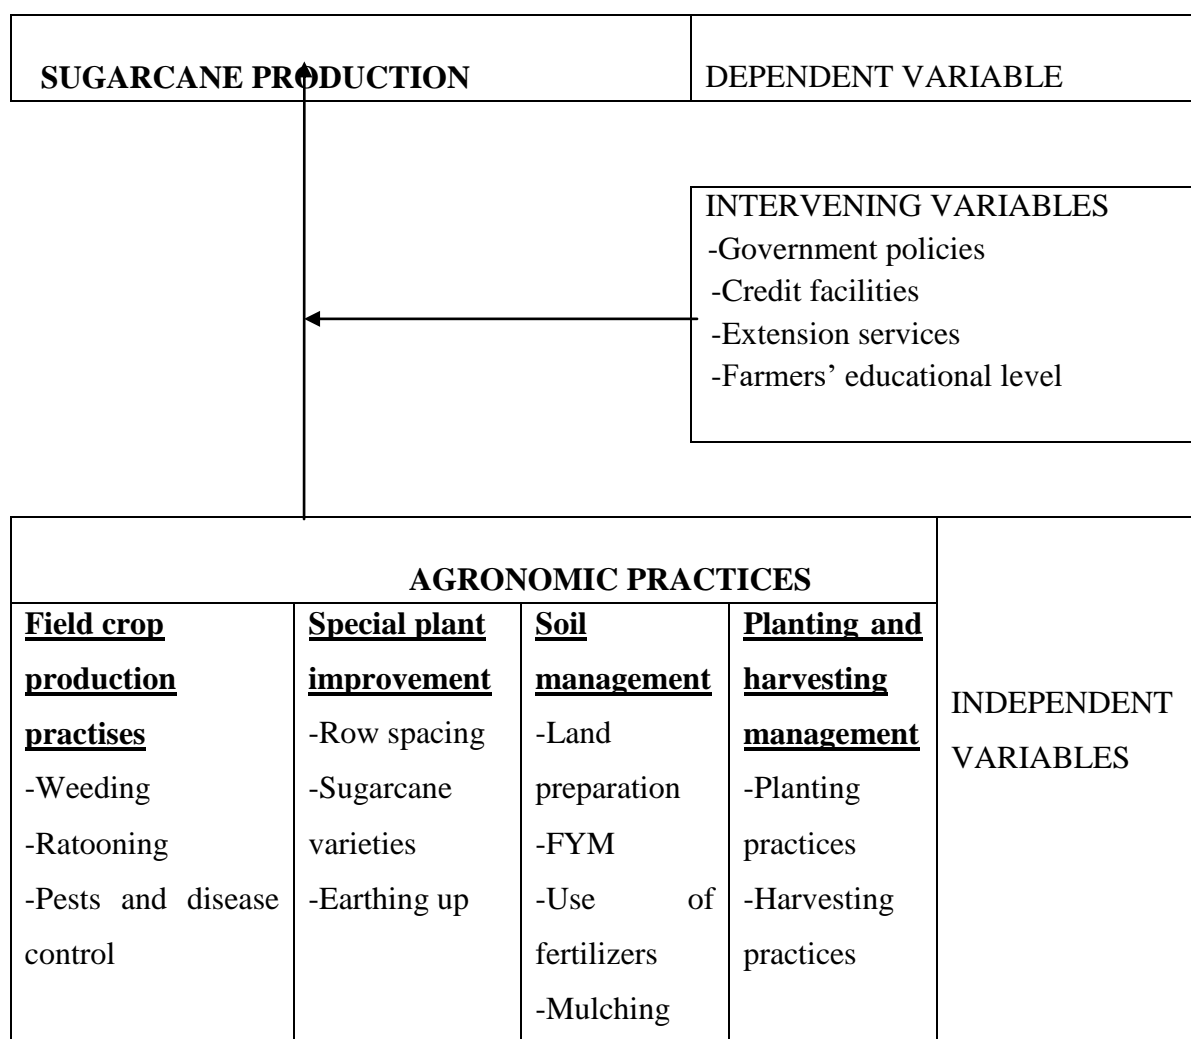 SUGARCANE PRODUCTION
DEPENDENT VARIABLE
INTERVENING VARIABLES
-Government policies
-Credit facilities
-Extension services
-Farmers’ educational level
AGRONOMIC PRACTICES
Field crop
production
practises
-Weeding
-Ratooning
-Pests and disease
control
Special plant
improvement
-Row spacing
-Sugarcane
varieties
-Earthing up
Soil
management
-Land
preparation
-FYM
-Use of
fertilizers
-Mulching
Planting and
harvesting
management
-Planting
practices
-Harvesting
practices
INDEPENDENT
VARIABLES